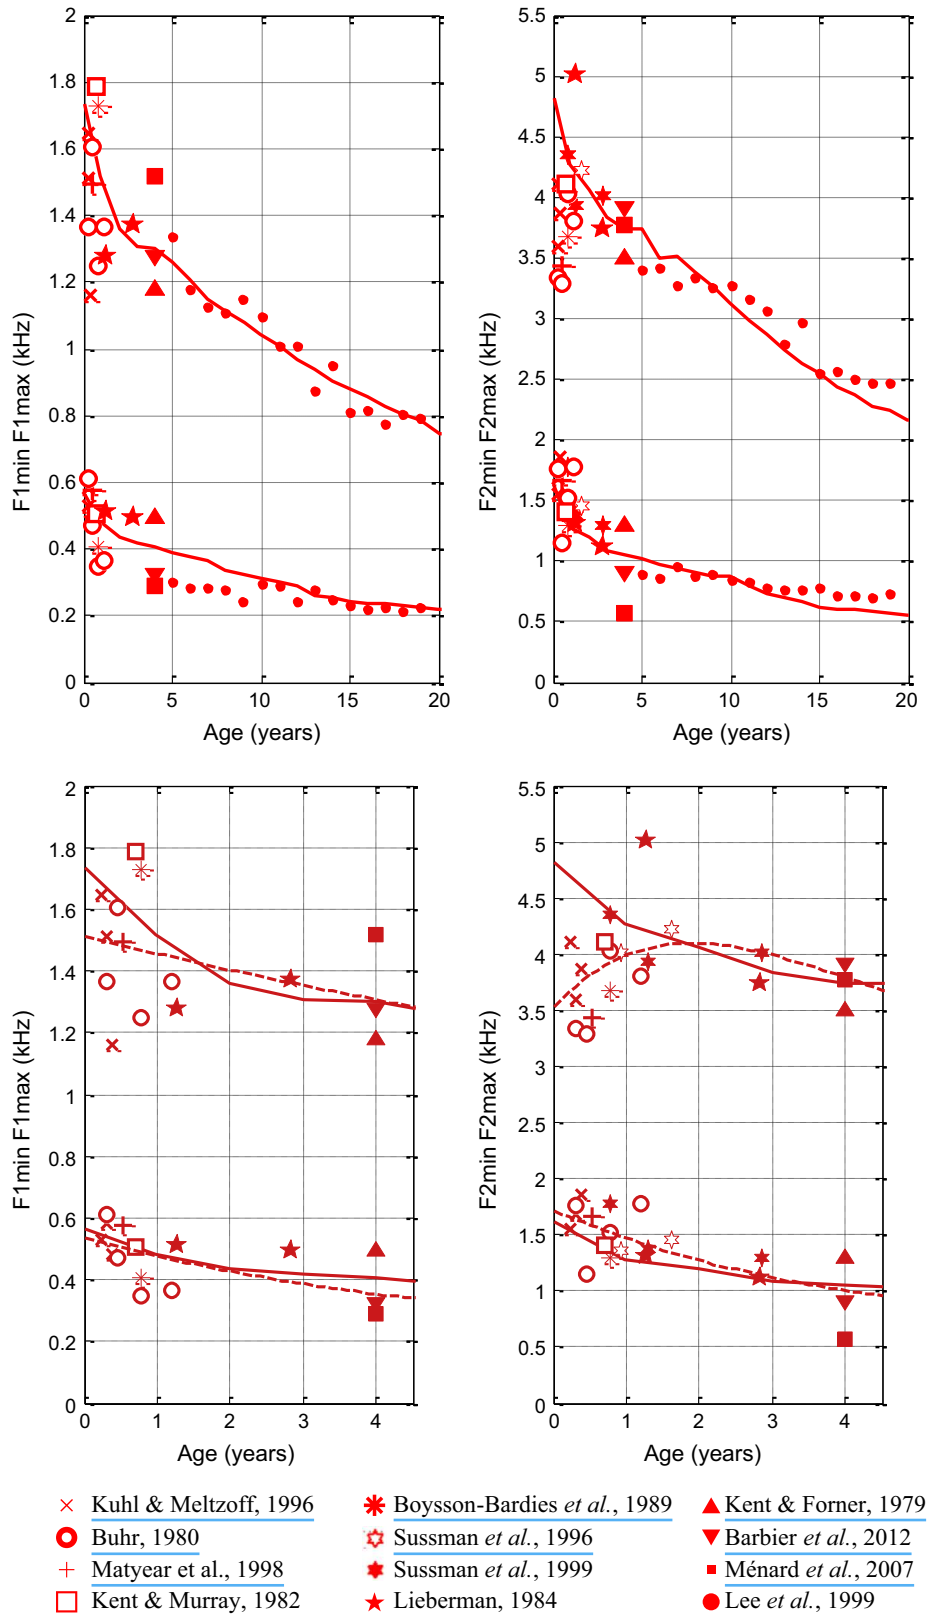 2
1.8
1.6
1.4
1.2
1
0.8
0.6
0.4
0.2
0
F1min F1max (kHz)
0 5 10 15 20
Age (years)
5.5
5
4.5
4
3.5
3
2.5
2
1.5
1
0.5
0
F2min F2max (kHz)
0 5 10 15 20
Age (years)
2
1.8
1.6
1.4
1.2
1
0.8
0.6
0.4
0.2
0
F1min F1max (kHz)
0 1 2 3 4
Age (years)
5.5
5
4.5
4
3.5
3
2.5
2
1.5
1
0.5
0
F2min F2max (kHz)
0 1 2 3 4
Age (years)
Kuhl & Meltzoff, 1996
Buhr, 1980
Matyear et al., 1998
Kent & Murray, 1982
Boysson-Bardies et al., 1989
Sussman et al., 1996
Sussman et al., 1999
Lieberman, 1984
Kent & Forner, 1979
Barbier et al., 2012
Ménard et al., 2007
Lee et al., 1999